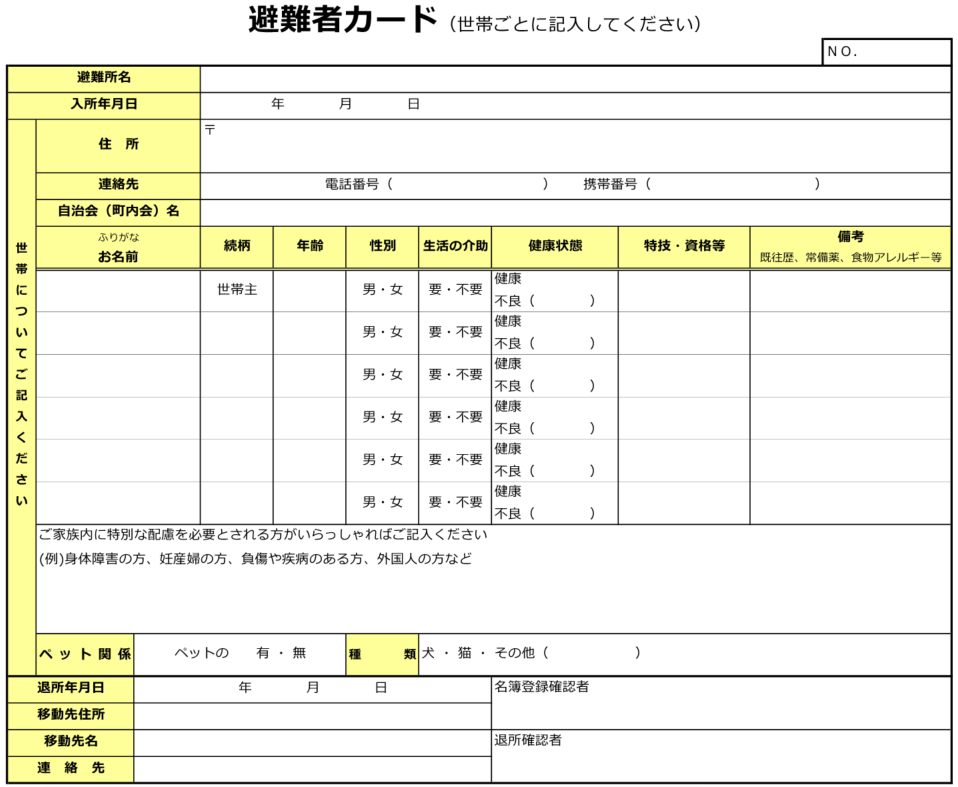 避難者カード（世帯ごとに記入してください）
ＮＯ．
避難所名
入所年月日 年 月 日
世帯についてご記入ください
住 所 〒
連絡先 電話番号（ ） 携帯番号（ ）
自治会（町内会）名
ふりがな
お名前 続柄 年齢 性別 生活の介助 健康状態 特技・資格等 備考
既往歴、常備薬、食物アレルギー等
世帯主 男・女 要・不要 健康
不良（ ）
男・女 要・不要 健康
不良（ ）
男・女 要・不要 健康
不良（ ）
男・女 要・不要 健康
不良（ ）
男・女 要・不要 健康
不良（ ）
男・女 要・不要 健康
不良（ ）
ご家族内に特別な配慮を必要とされる方がいらっしゃればご記入ください
(例)身体障害の方、妊産婦の方、負傷や疾病のある方、外国人の方など
ペット関係 ペットの 有 ・ 無 種 類 犬 ・ 猫 ・ その他（ ）
退所年月日 年 月 日 名簿登録確認者
移動先住所
移動先名 退所確認者
連 絡 先